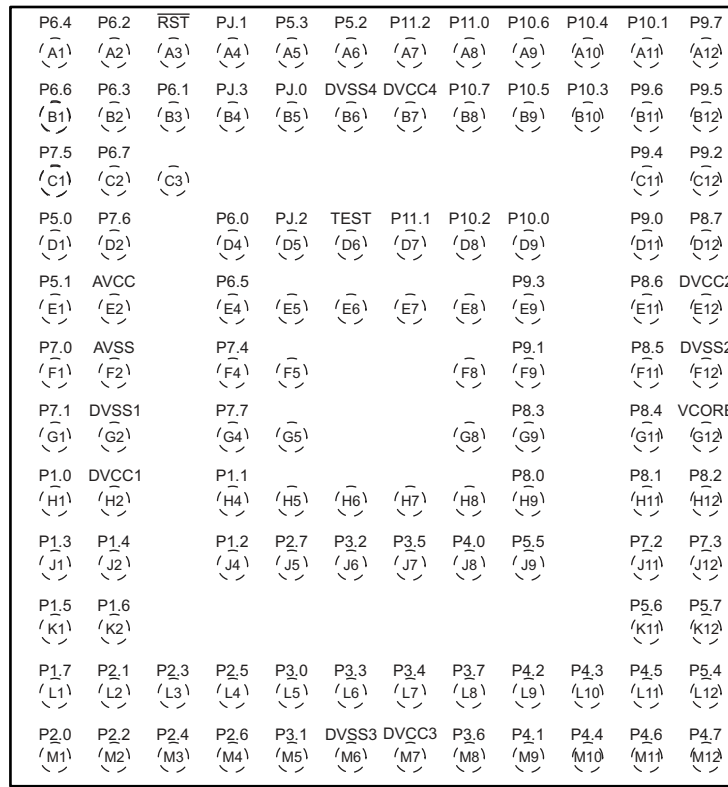 P6.4 P6.2 RST PJ.1 P5.3 P5.2 P11.2 P11.0 P10.6 P10.4 P10.1 P9.7
A1 A2 A3 A4 A5 A6 A7 A8 A9 A10 A11 A12
P6.6 P6.3 P6.1 PJ.3 PJ.0 DVSS4 DVCC4 P10.7 P10.5 P10.3 P9.6 P9.5
B1 B2 B3 B4 B5 B6 B7 B8 B9 B10 B11 B12
P7.5 P6.7 P9.4 P9.2
C1 C2 C3 C11 C12
P5.0 P7.6 P6.0 PJ.2 TEST P11.1 P10.2 P10.0 P9.0 P8.7
D1 D2 D4 D5 D6 D7 D8 D9 D11 D12
P5.1 AVCC P6.5 P9.3 P8.6 DVCC2
E1 E2 E4 E5 E6 E7 E8 E9 E11 E12
P7.0 AVSS P7.4 P9.1 P8.5 DVSS2
F1 F2 F4 F5 F8 F9 F11 F12
P7.1 DVSS1 P7.7 P8.3 P8.4 VCORE
G1 G2 G4 G5 G8 G9 G11 G12
P1.0 DVCC1 P1.1 P8.0 P8.1 P8.2
H1 H2 H4 H5 H6 H7 H8 H9 H11 H12
P1.3 P1.4 P1.2 P2.7 P3.2 P3.5 P4.0 P5.5 P7.2 P7.3
J1 J2 J4 J5 J6 J7 J8 J9 J11 J12
P1.5 P1.6 P5.6 P5.7
K1 K2 K11 K12
P1.7 P2.1 P2.3 P2.5 P3.0 P3.3 P3.4 P3.7 P4.2 P4.3 P4.5 P5.4
L1 L2 L3 L4 L5 L6 L7 L8 L9 L10 L11 L12
P2.0 P2.2 P2.4 P2.6 P3.1 DVSS3 DVCC3 P3.6 P4.1 P4.4 P4.6 P4.7
M1 M2 M3 M4 M5 M6 M7 M8 M9 M10 M11 M12